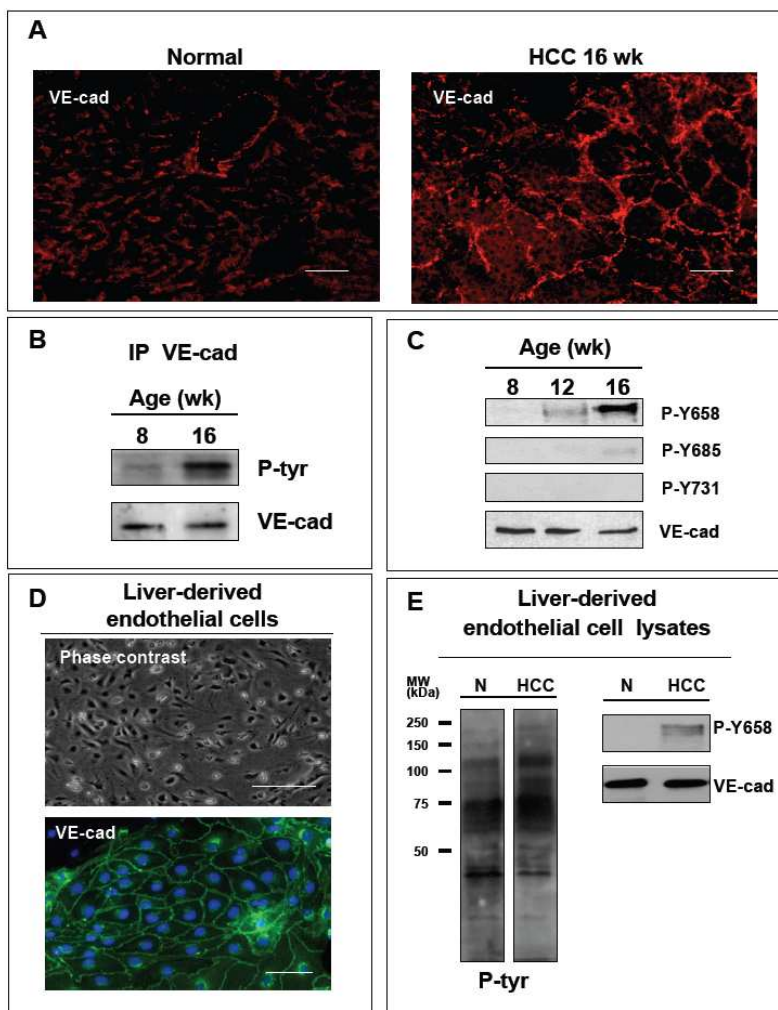 A
Normal
HCC 16 wk
VE-cad
VE-cad
B
IP VE-cad
Age (wk)
8 16
P-tyr
VE-cad
C
Age (wk)
8 12 16
P-Y658
P-Y685
P-Y731
VE-cad
D
Liver-derived
endothelial cells
Phase contrast
VE-cad
E
Liver-derived
endothelial cell lysates
MW
(kDa)
N HCC
250
150
100
75
50
P-tyr
N HCC
P-Y658
VE-cad